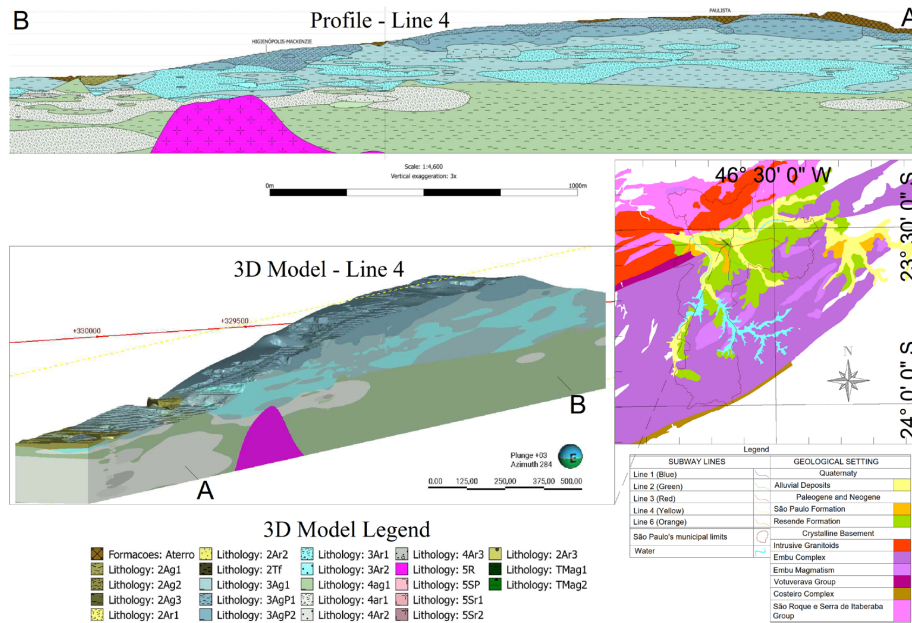 B
Profile - Line 4
A
PAULISTA
HIGIENÓPOLIS-MACKENZIE
Scale: 1:4,600
Vertical exaggeration: 3x
0m
1000m
46° 30' 0" W
23° 30' 0" S
24° 0' 0" S
N
3D Model - Line 4
+330000
+329500
B
A
Plunge +03
Azimuth 284
0,00 125,00 250,00 375,00 500,00
Legend
SUBWAY LINES
Line 1 (Blue)
Line 2 (Green)
Line 3 (Red)
Line 4 (Yellow)
Line 6 (Orange)
São Paulo's municipal limits
Water
GEOLOGICAL SETTING
Quaternaty
Alluvial Deposits
Paleogene and Neogene
São Paulo Formation
Resende Formation
Crystalline Basement
Intrusive Granitoids
Embu Complex
Embu Magmatism
Votuverava Group
Costeiro Complex
São Roque e Serra de Itaberaba
Group
3D Model Legend
Formacoes: Aterro
Lithology: 2Ag1
Lithology: 2Ag2
Lithology: 2Ag3
Lithology: 2Ar1
Lithology: 2Ar2
Lithology: 2Tf
Lithology: 3Ag1
Lithology: 3AgP1
Lithology: 3AgP2
Lithology: 3Ar1
Lithology: 3Ar2
Lithology: 4ag1
Lithology: 4ar1
Lithology: 4Ar2
Lithology: 4Ar3
Lithology: 5R
Lithology: 5SP
Lithology: 5Sr1
Lithology: 5Sr2
Lithology: 2Ar3
Lithology: TMag1
Lithology: TMag2